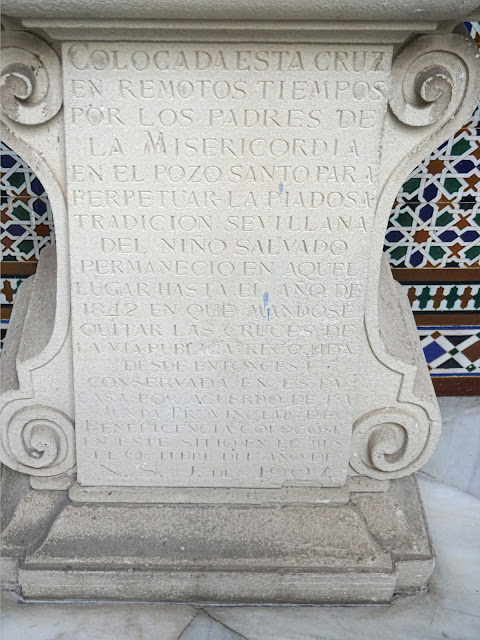 COLOCADA ESTA CRUZ
EN REMOTOS TIEMPOS
POR LOS PADRES DE
LA MISERICORDIA
EN EL POZO SANTO PARA
PERPETUAR LA PIADOSA
TRADICION SEVILLANA
DEL NIÑO SALVADO
PERMANECIO EN AQUEL
LUGAR HASTA EL AÑO DE
1842 EN QUE MANDOSE
QUITAR LAS CRUCES DE
LA VIA PUBLICA RECOGIDA
DESDE ENTONCES Y
CONSERVADA EN ESTA
CASA POR ACUERDO DE LA
JUNTA PROVINCIAL DE
BENEFICENCIA COLOCOSE
EN ESTE SITIO EN EL MES
DE OCTUBRE DEL AÑO DE
N. S. J. DE